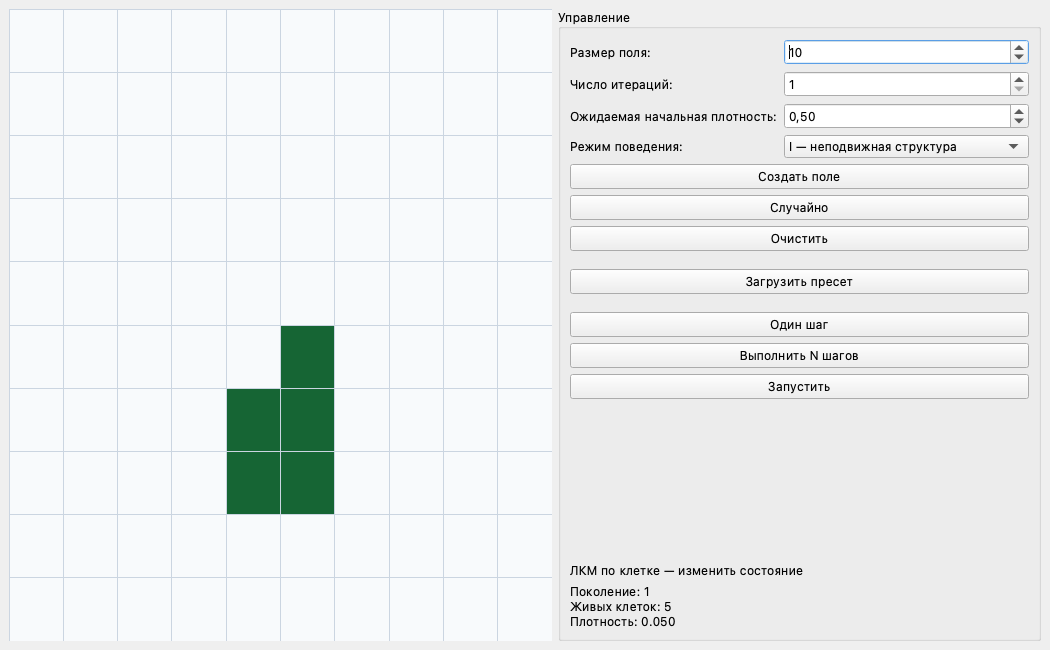 Управление
Размер поля: 10
Число итераций: 1
Ожидаемая начальная плотность: 0,50
Режим поведения: I — неподвижная структура
Создать поле
Случайно
Очистить
Загрузить пресет
Один шаг
Выполнить N шагов
Запустить
ЛКМ по клетке — изменить состояние
Поколение: 1
Живых клеток: 5
Плотность: 0.050